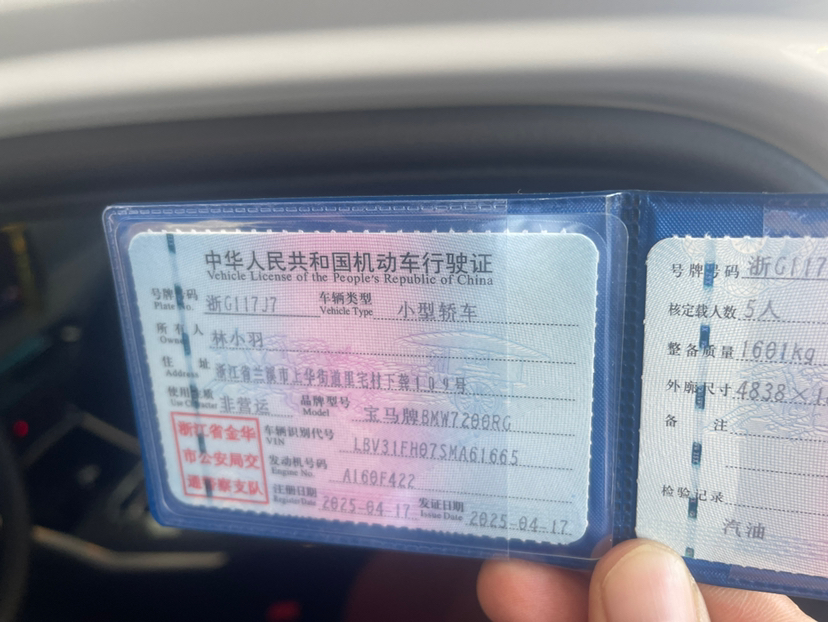 中华人民共和国机动车行驶证
Vehicle License of the People's Republic of China
号牌号码 Plate No. 浙G117J7 车辆类型 Vehicle Type 小型轿车
所有人 Owner 林小羽
住址 Address 浙江省兰溪市上华街道里宅村下龚109号
使用性质 Use Character 非营运 品牌型号 Model 宝马牌BMW7200RG
浙江省金华
市公安局交
通警察支队
车辆识别代号 VIN LBV31FH07SMA61665
发动机号码 Engine No. A160F422
注册日期 Register Date 2025-04-17 发证日期 Issue Date 2025-04-17
号牌号码 浙G117
核定载人数 5人
整备质量 1601kg
外廓尺寸 4838×1
备注
检验记录
汽油